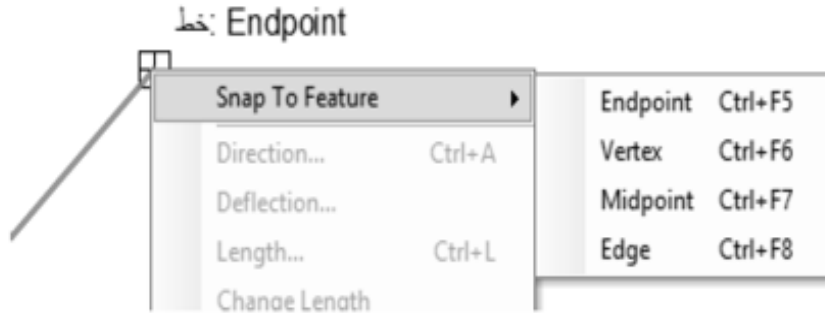 خط: Endpoint
Snap To Feature
Direction... Ctrl+A
Deflection...
Length... Ctrl+L
Change Length
Endpoint Ctrl+F5
Vertex Ctrl+F6
Midpoint Ctrl+F7
Edge Ctrl+F8